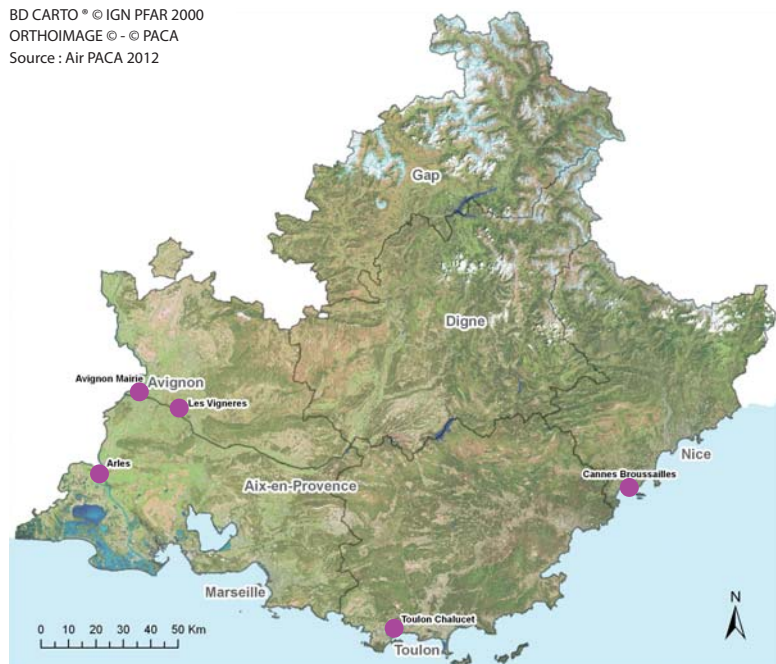 BD CARTO ® © IGN PFAR 2000
ORTHOIMAGE © - © PACA
Source : Air PACA 2012
Gap
Digne
Avignon Mairie
Avignon
Les Vigneres
Arles
Aix-en-Provence
Nice
Cannes Broussailles
Marseille
Toulon Chalucet
Toulon
N
0 10 20 30 40 50 Km